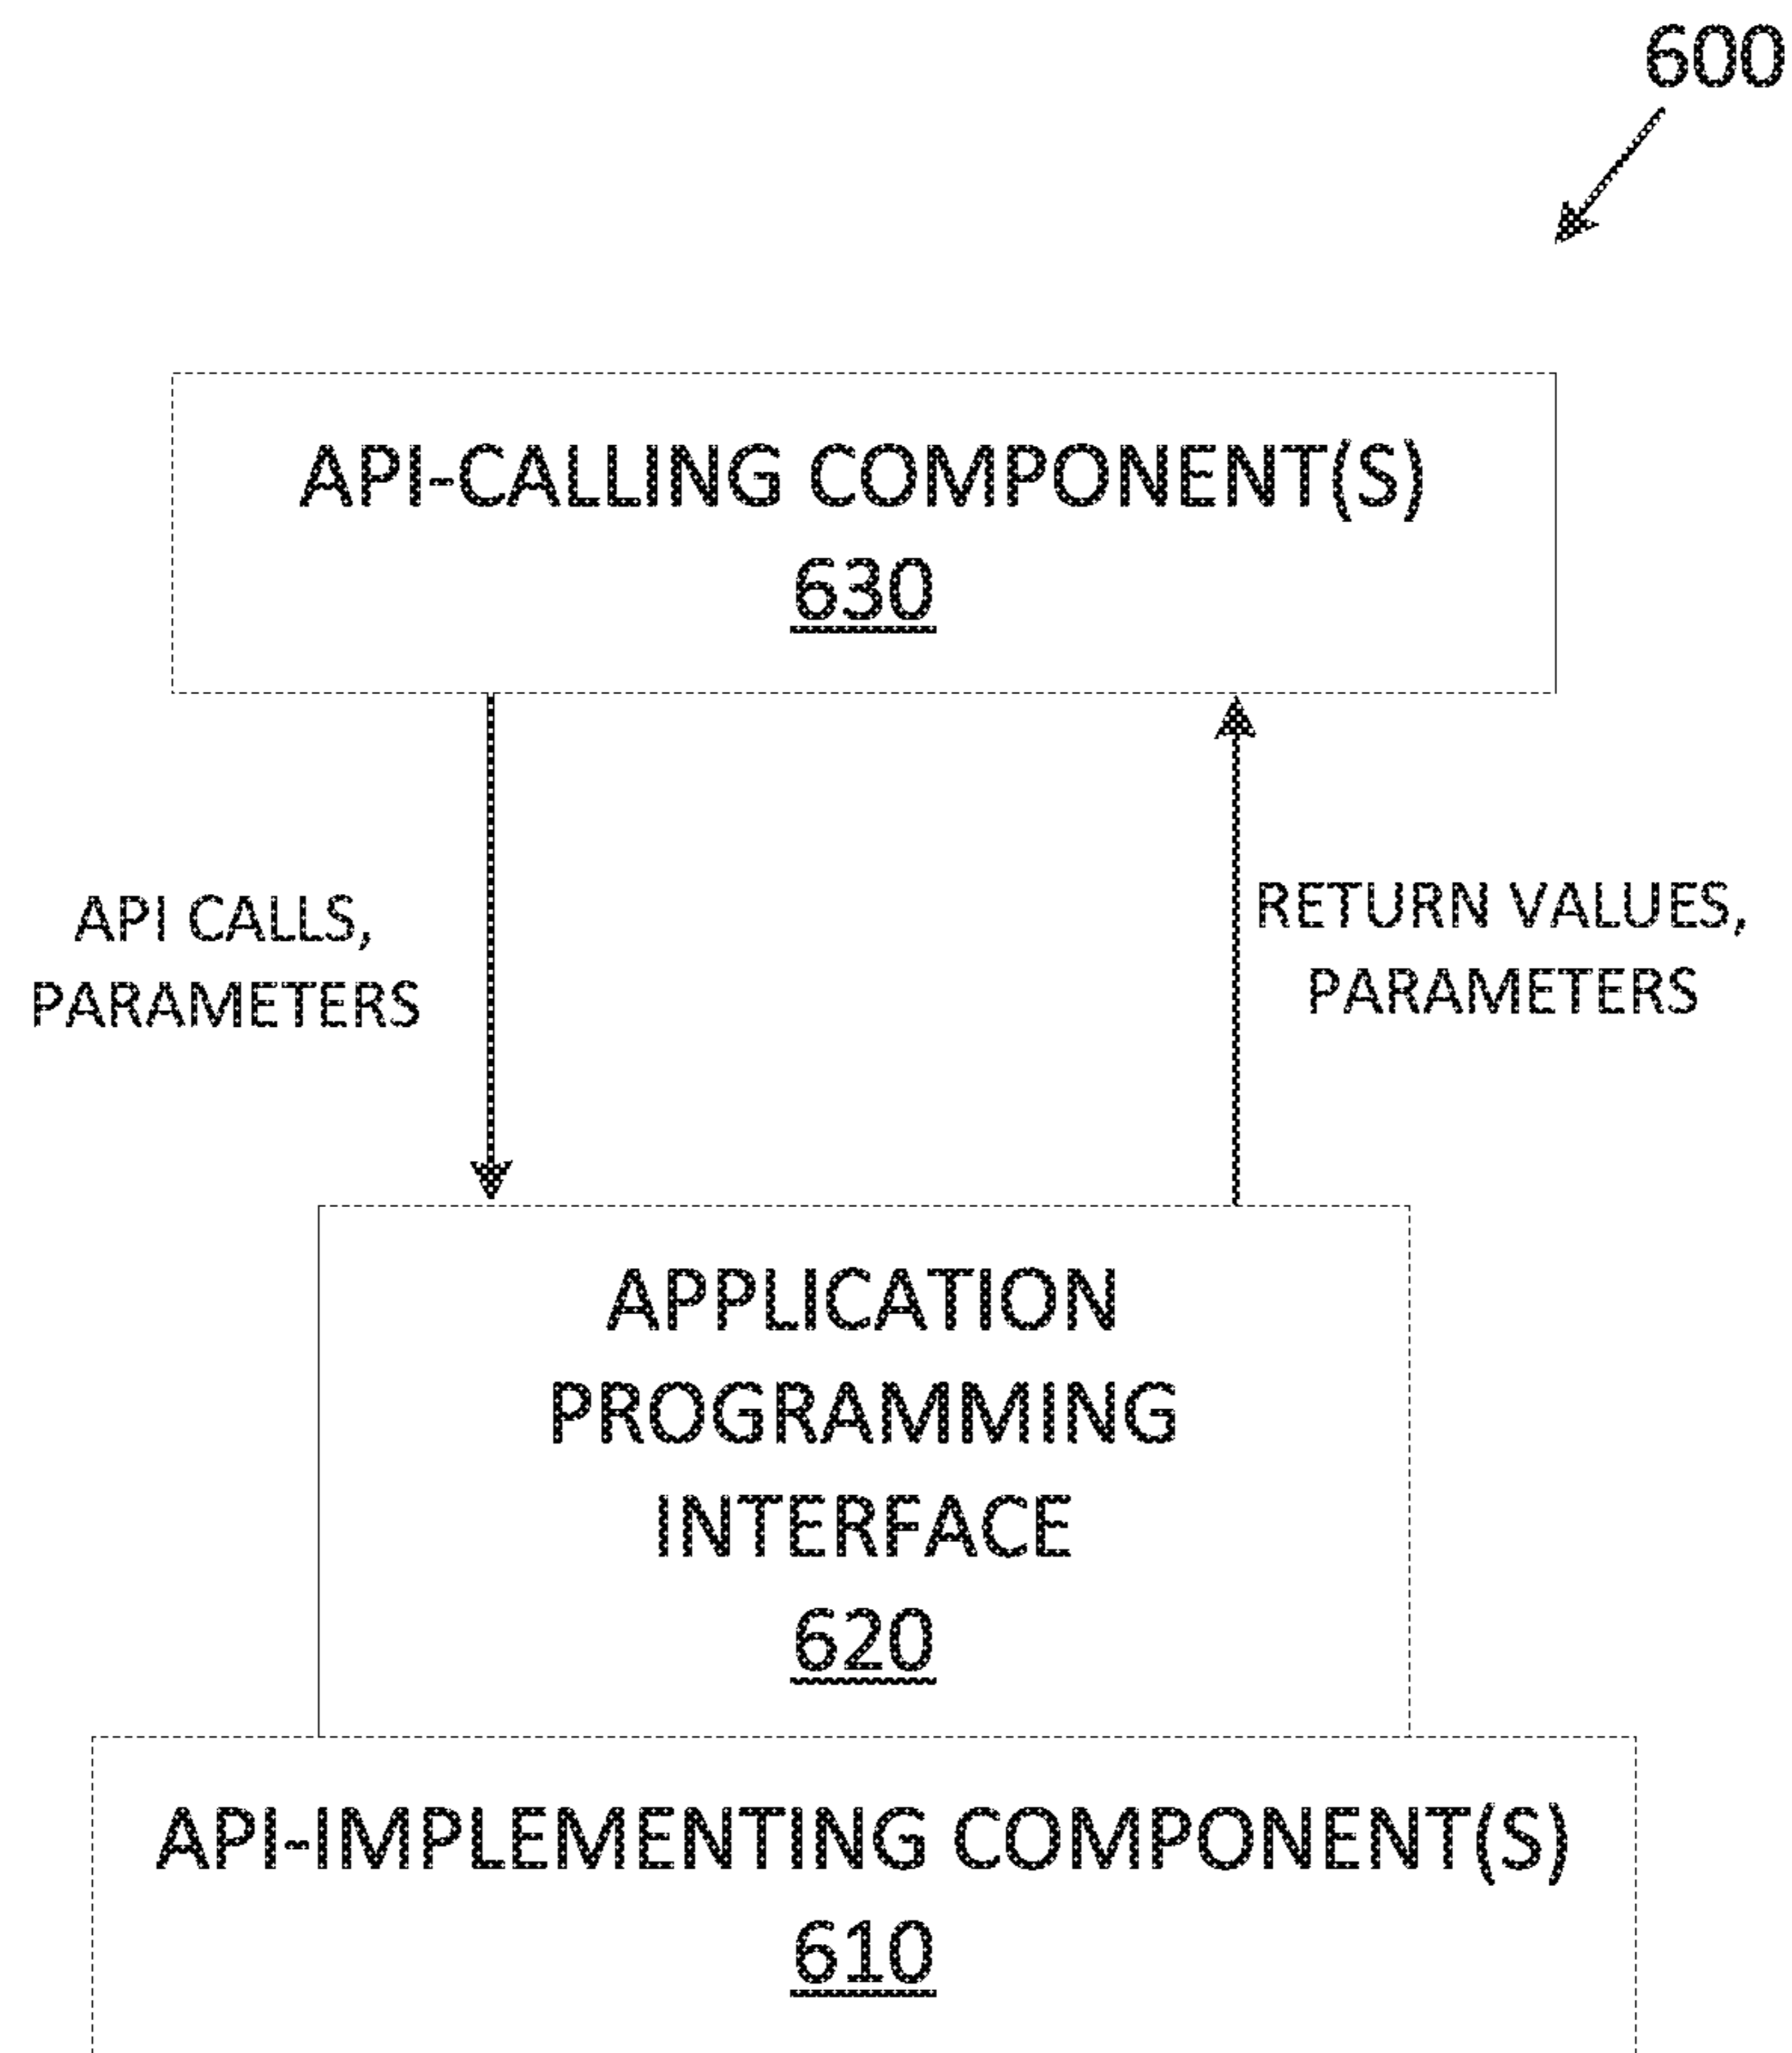 600
API-CALLING COMPONENT(S)
630
API CALLS,
PARAMETERS
RETURN VALUES,
PARAMETERS
APPLICATION
PROGRAMMING
INTERFACE
620
API-IMPLEMENTING COMPONENT(S)
610